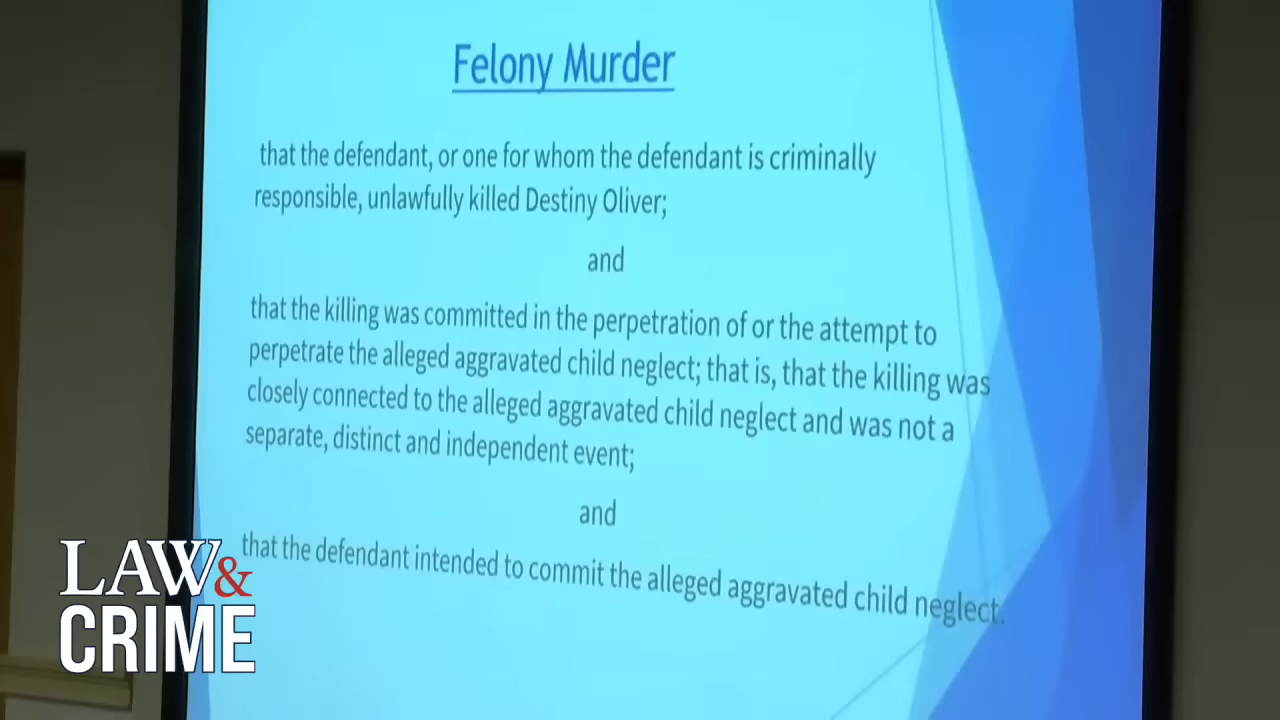 Felony Murder
that the defendant, or one for whom the defendant is criminally
responsible, unlawfully killed Destiny Oliver;
and
that the killing was committed in the perpetration of or the attempt to
perpetrate the alleged aggravated child neglect; that is, that the killing was
closely connected to the alleged aggravated child neglect and was not a
separate, distinct and independent event;
and
that the defendant intended to commit the alleged aggravated child neglect.
LAW&
CRIME